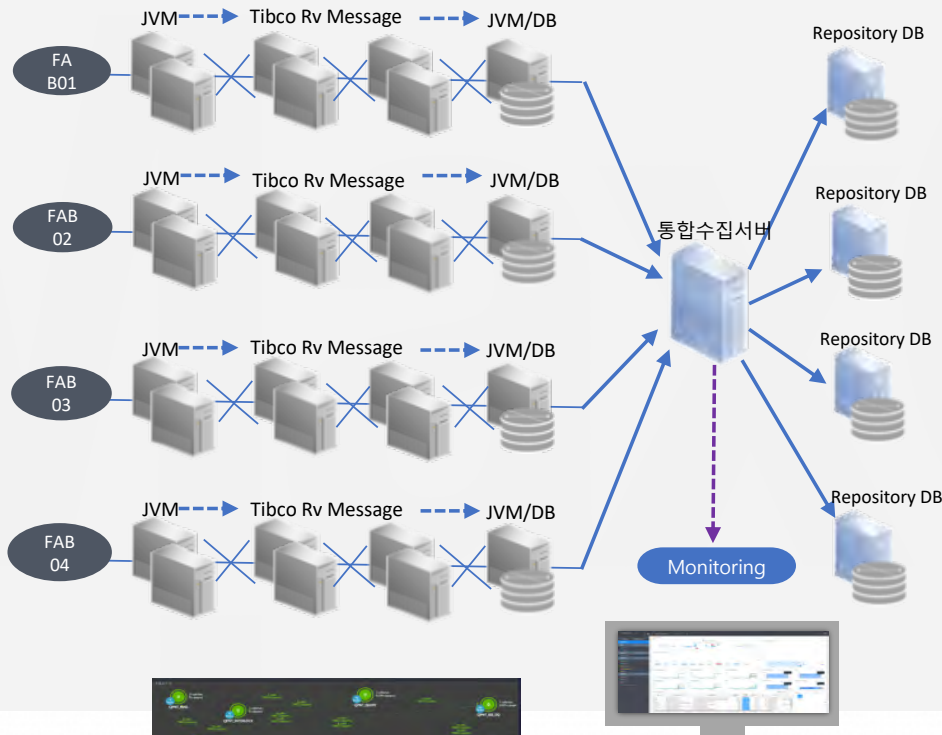 JVM Tibco Rv Message JVM/DB
Repository DB
FA
B01
JVM Tibco Rv Message JVM/DB
Repository DB
FAB
02
통합수집서버
JVM Tibco Rv Message JVM/DB
Repository DB
FAB
03
JVM Tibco Rv Message JVM/DB
Repository DB
FAB
04
Monitoring